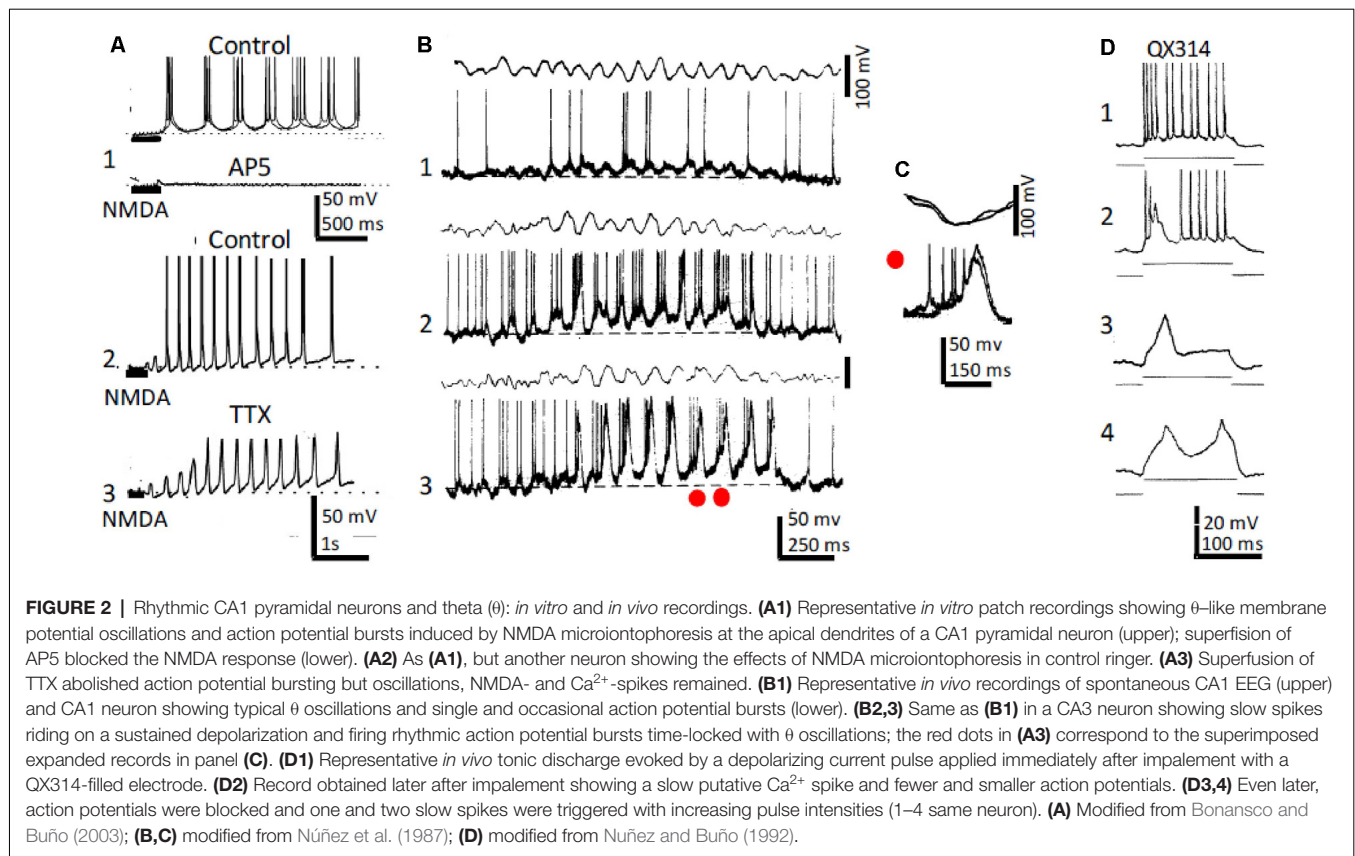 A
Control
1
AP5
NMDA
50 mV
500 ms
Control
2
NMDA
TTX
3
NMDA
50 mV
1s
B
100 mV
1
2
3
50 mv
250 ms
C
100 mV
50 mv
150 ms
D
QX314
1
2
3
4
20 mV
100 ms
FIGURE 2 | Rhythmic CA1 pyramidal neurons and theta (θ): in vitro and in vivo recordings. (A1) Representative in vitro patch recordings showing θ–like membrane
potential oscillations and action potential bursts induced by NMDA microiontophoresis at the apical dendrites of a CA1 pyramidal neuron (upper); superfision of
AP5 blocked the NMDA response (lower). (A2) As (A1), but another neuron showing the effects of NMDA microiontophoresis in control ringer. (A3) Superfusion of
TTX abolished action potential bursting but oscillations, NMDA- and Ca²⁺-spikes remained. (B1) Representative in vivo recordings of spontaneous CA1 EEG (upper)
and CA1 neuron showing typical θ oscillations and single and occasional action potential bursts (lower). (B2,3) Same as (B1) in a CA3 neuron showing slow spikes
riding on a sustained depolarization and firing rhythmic action potential bursts time-locked with θ oscillations; the red dots in (A3) correspond to the superimposed
expanded records in panel (C). (D1) Representative in vivo tonic discharge evoked by a depolarizing current pulse applied immediately after impalement with a
QX314-filled electrode. (D2) Record obtained later after impalement showing a slow putative Ca²⁺ spike and fewer and smaller action potentials. (D3,4) Even later,
action potentials were blocked and one and two slow spikes were triggered with increasing pulse intensities (1–4 same neuron). (A) Modified from Bonansco and
Buño (2003); (B,C) modified from Núñez et al. (1987); (D) modified from Nuñez and Buño (1992).